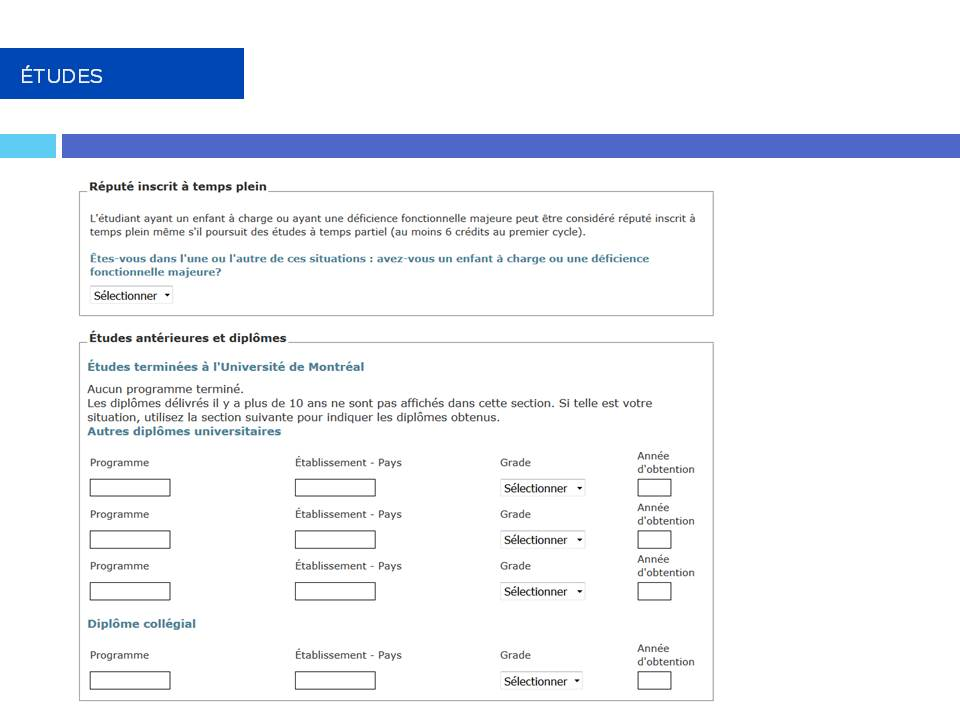 ÉTUDES
Réputé inscrit à temps plein
L'étudiant ayant un enfant à charge ou ayant une déficience fonctionnelle majeure peut être considéré réputé inscrit à
temps plein même s'il poursuit des études à temps partiel (au moins 6 crédits au premier cycle).
Êtes-vous dans l'une ou l'autre de ces situations : avez-vous un enfant à charge ou une déficience
fonctionnelle majeure?
Sélectionner
Études antérieures et diplômes
Études terminées à l'Université de Montréal
Aucun programme terminé.
Les diplômes délivrés il y a plus de 10 ans ne sont pas affichés dans cette section. Si telle est votre
situation, utilisez la section suivante pour indiquer les diplômes obtenus.
Autres diplômes universitaires
Programme Établissement - Pays Grade Année d'obtention
Sélectionner
Programme Établissement - Pays Grade Année d'obtention
Sélectionner
Programme Établissement - Pays Grade Année d'obtention
Sélectionner
Diplôme collégial
Programme Établissement - Pays Grade Année d'obtention
Sélectionner